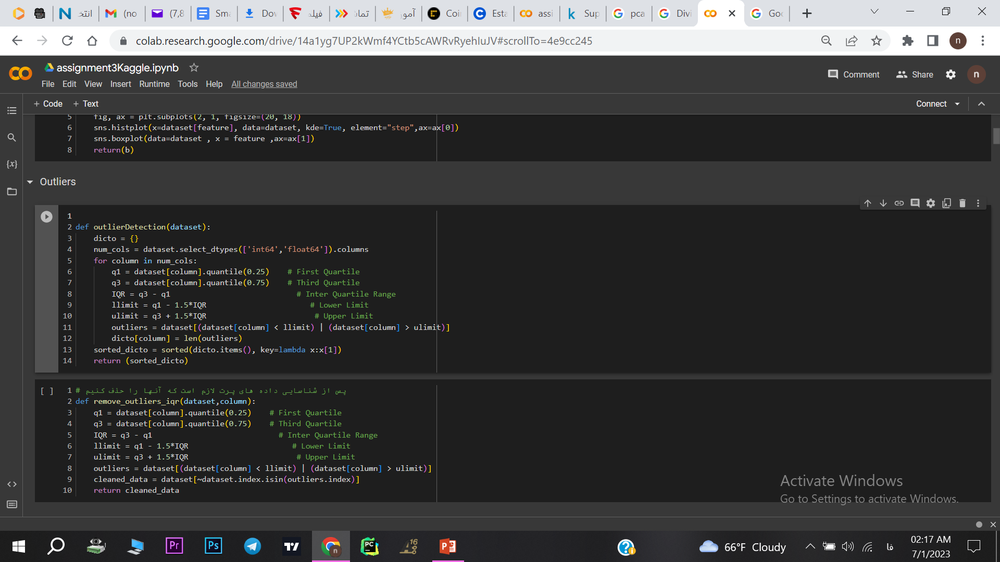 انتخ
(no
(7,8
Sma
Dov
فیلم
تماش
آموز
Coin
Esta
assi
Sup
pca
Divi
Goo
colab.research.google.com/drive/14a1yg7UP2kWmf4YCtb5cAWRvRyehIuJV#scrollTo=4e9cc245
n
assignment3Kaggle.ipynb
File Edit View Insert Runtime Tools Help All changes saved
Comment Share n
+ Code + Text
Connect
5 fig, ax = plt.subplots(2, 1, figsize=(20, 18))
6 sns.histplot(x=dataset[feature], data=dataset, kde=True, element="step",ax=ax[0])
7 sns.boxplot(data=dataset , x = feature ,ax=ax[1])
8 return(b)
Outliers
1
2 def outlierDetection(dataset):
3 dicto = {}
4 num_cols = dataset.select_dtypes(['int64','float64']).columns
5 for column in num_cols:
6 q1 = dataset[column].quantile(0.25) # First Quartile
7 q3 = dataset[column].quantile(0.75) # Third Quartile
8 IQR = q3 - q1 # Inter Quartile Range
9 llimit = q1 - 1.5*IQR # Lower Limit
10 ulimit = q3 + 1.5*IQR # Upper Limit
11 outliers = dataset[(dataset[column] < llimit) | (dataset[column] > ulimit)]
12 dicto[column] = len(outliers)
13 sorted_dicto = sorted(dicto.items(), key=lambda x:x[1])
14 return (sorted_dicto)
[ ] 1 # پس از شناسایی داده های پرت لازم است که آنها را حذف کنیم
2 def remove_outliers_iqr(dataset,column):
3 q1 = dataset[column].quantile(0.25) # First Quartile
4 q3 = dataset[column].quantile(0.75) # Third Quartile
5 IQR = q3 - q1 # Inter Quartile Range
6 llimit = q1 - 1.5*IQR # Lower Limit
7 ulimit = q3 + 1.5*IQR # Upper Limit
8 outliers = dataset[(dataset[column] < llimit) | (dataset[column] > ulimit)]
9 cleaned_data = dataset[~dataset.index.isin(outliers.index)]
10 return cleaned_data
Activate Windows
Go to Settings to activate Windows.
Pr
Ps
PC
66°F Cloudy
فا
02:17 AM
7/1/2023